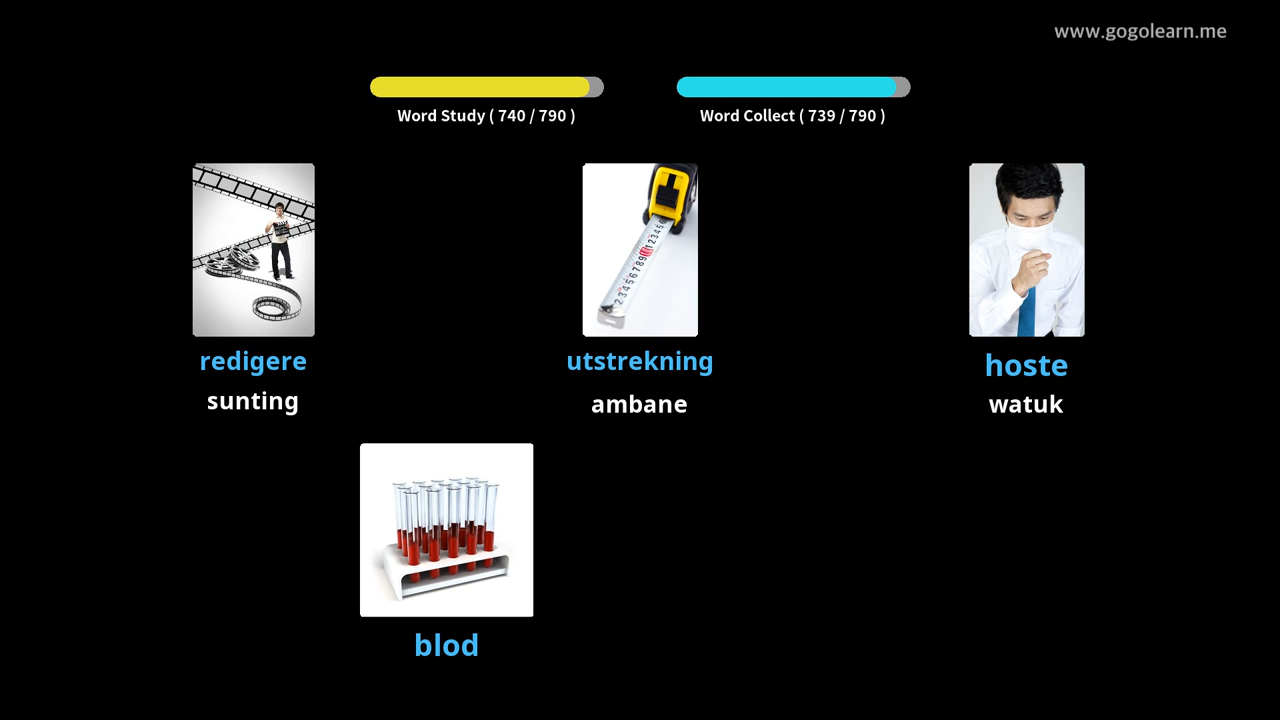 www.gogolearn.me
Word Study ( 740 / 790 )
Word Collect ( 739 / 790 )
redigere
sunting
utstrekning
ambane
hoste
watuk
blod